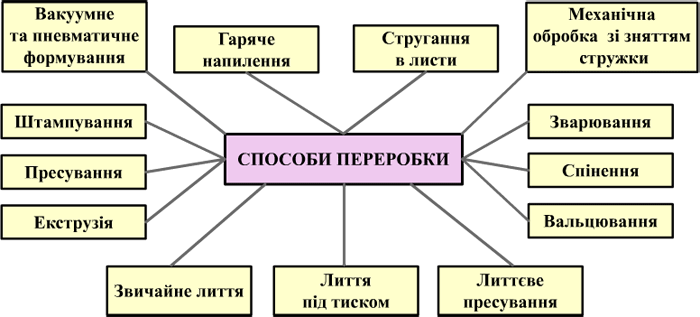 Вакуумне
та пневматичне
формування
Гаряче
напилення
Стругання
в листи
Механічна
обробка зі зняттям
стружки
Штампування
Пресування
Екструзія
СПОСОБИ ПЕРЕРОБКИ
Зварювання
Спінення
Вальцювання
Звичайне лиття
Лиття
під тиском
Литтєве
пресування